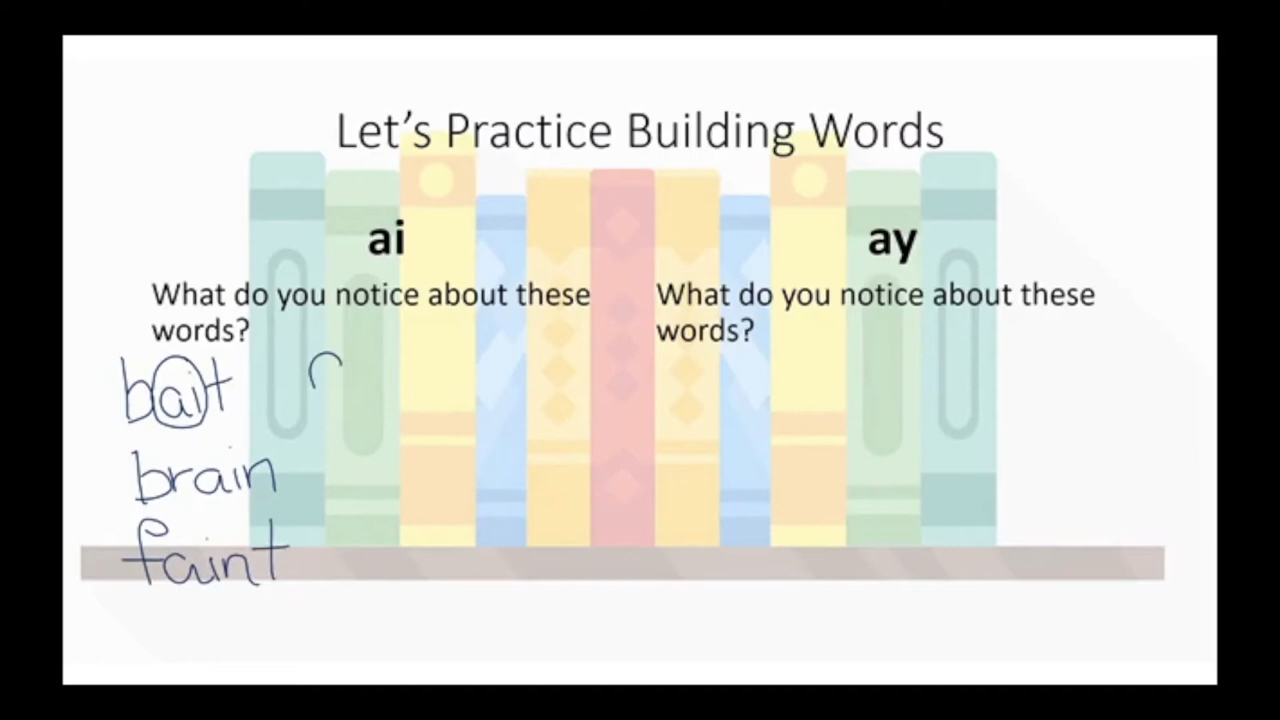 Let's Practice Building Words
ai
What do you notice about these
words?
bait
brain
faint
ay
What do you notice about these
words?